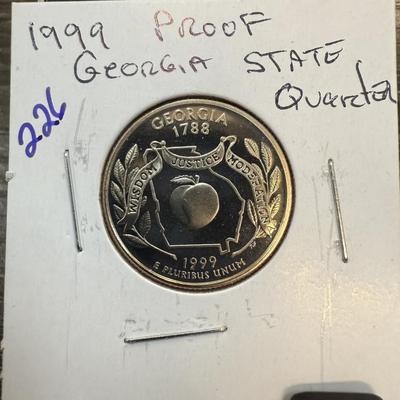 1999 PROOF
GEORGIA STATE
Quarter
226
GEORGIA
1788
WISDOM JUSTICE MODERATION
1999
E PLURIBUS UNUM